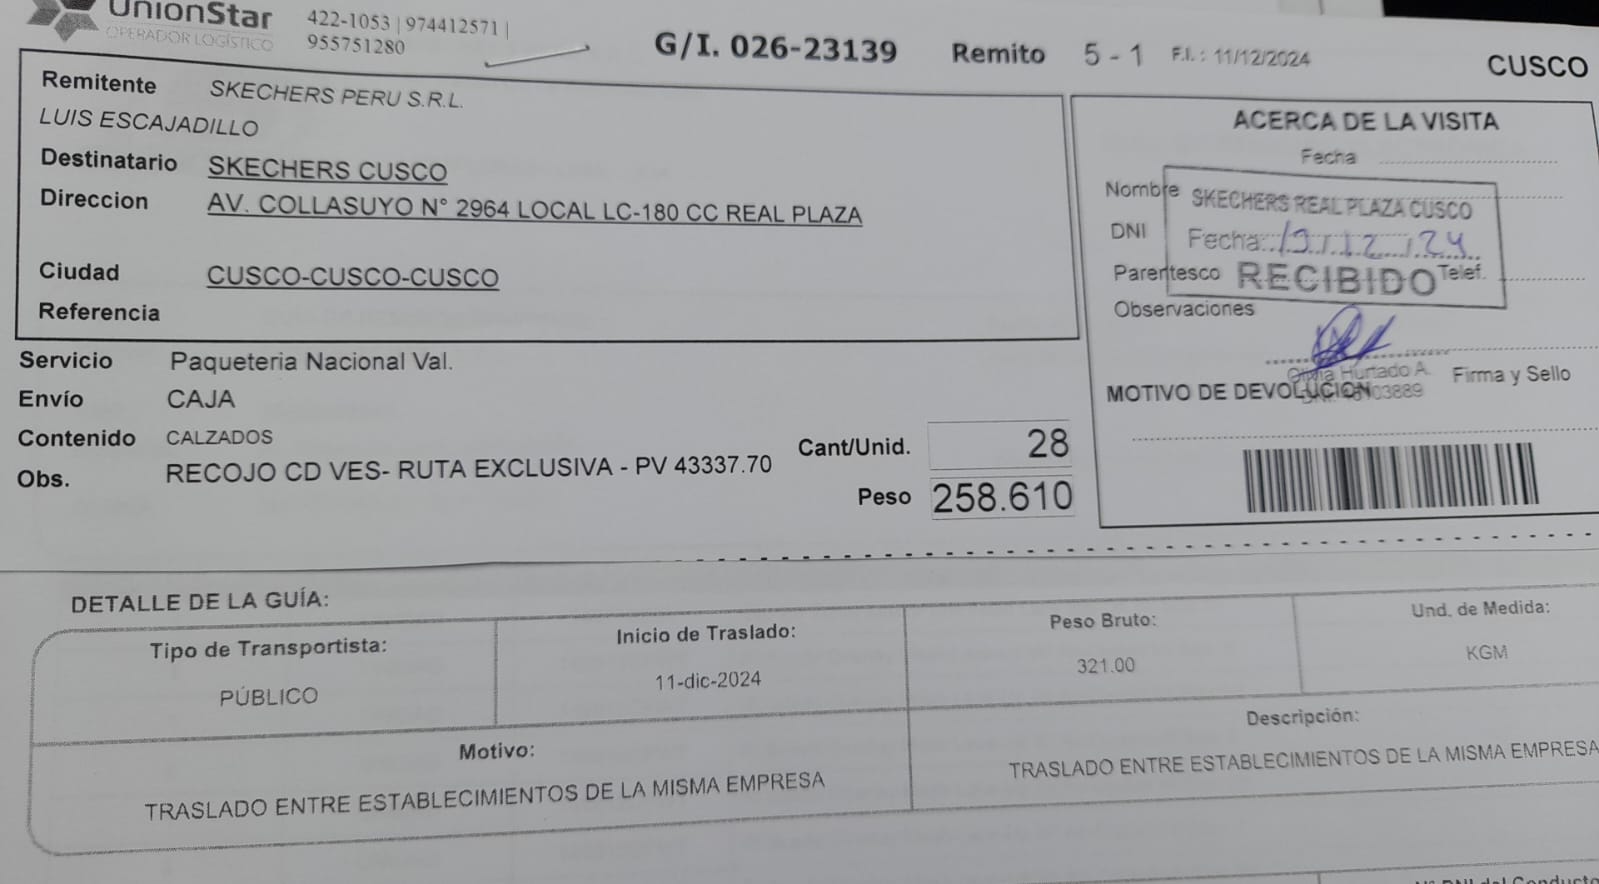 UnionStar
OPERADOR LOGÍSTICO
422-1053 | 974412571 |
955751280
G/I. 026-23139 Remito 5 - 1 F.I. : 11/12/2024 CUSCO
Remitente SKECHERS PERU S.R.L.
LUIS ESCAJADILLO
Destinatario SKECHERS CUSCO
Direccion AV. COLLASUYO N° 2964 LOCAL LC-180 CC REAL PLAZA
Ciudad CUSCO-CUSCO-CUSCO
Referencia
ACERCA DE LA VISITA
Fecha
Nombre SKECHERS REAL PLAZA CUSCO
DNI Fecha: 19/12/24
Parentesco RECIBIDO Telef.
Observaciones
Hurtado A. Firma y Sello
MOTIVO DE DEVOLUCION
Servicio Paqueteria Nacional Val.
Envío CAJA
Contenido CALZADOS
Obs. RECOJO CD VES- RUTA EXCLUSIVA - PV 43337.70
Cant/Unid. 28
Peso 258.610
DETALLE DE LA GUÍA:
Tipo de Transportista: Inicio de Traslado: Peso Bruto: Und. de Medida:
PÚBLICO 11-dic-2024 321.00 KGM
Motivo: Descripción:
TRASLADO ENTRE ESTABLECIMIENTOS DE LA MISMA EMPRESA TRASLADO ENTRE ESTABLECIMIENTOS DE LA MISMA EMPRESA